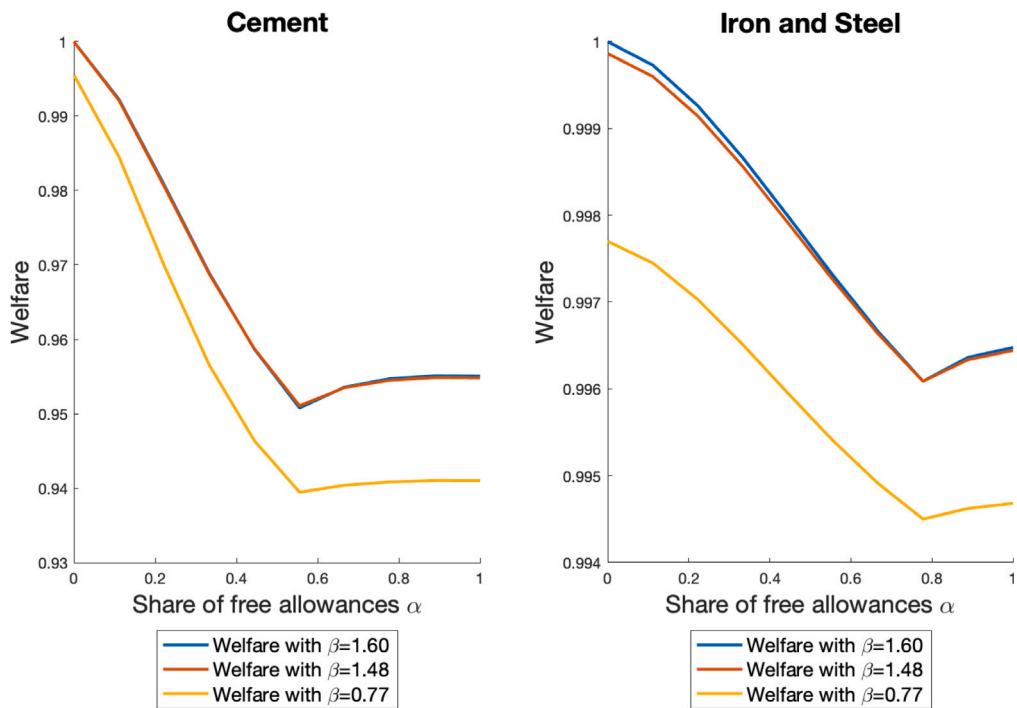 Cement
1
0.99
0.98
0.97
0.96
0.95
0.94
0.93
Welfare
0 0.2 0.4 0.6 0.8 1
Share of free allowances α
Welfare with β=1.60
Welfare with β=1.48
Welfare with β=0.77
Iron and Steel
1
0.999
0.998
0.997
0.996
0.995
0.994
Welfare
0 0.2 0.4 0.6 0.8 1
Share of free allowances α
Welfare with β=1.60
Welfare with β=1.48
Welfare with β=0.77